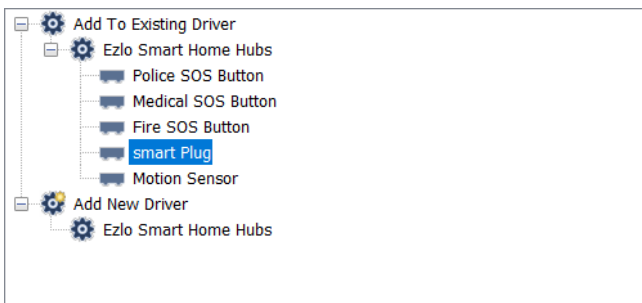 Add To Existing Driver
Ezlo Smart Home Hubs
Police SOS Button
Medical SOS Button
Fire SOS Button
smart Plug
Motion Sensor
Add New Driver
Ezlo Smart Home Hubs